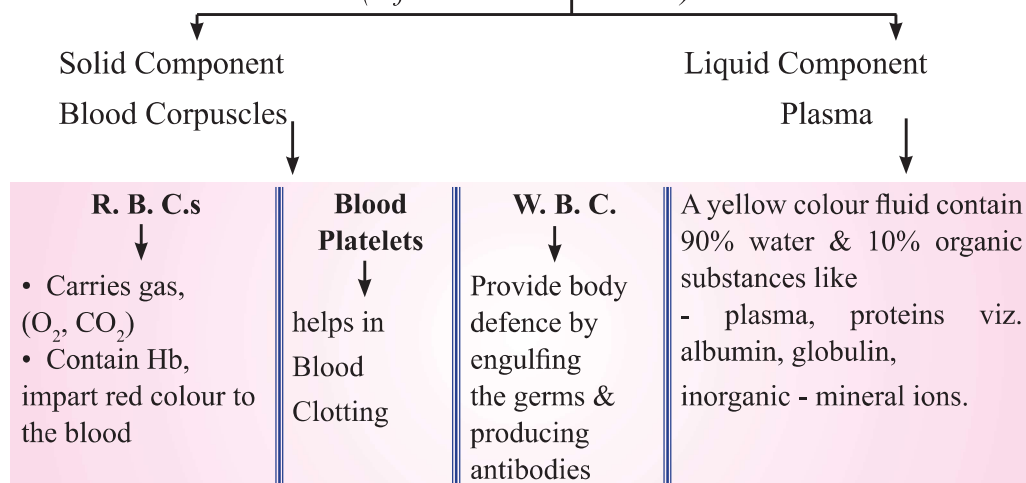 Solid Component
Liquid Component
Blood Corpuscles
Plasma
R. B. C.s
• Carries gas,
(O₂, CO₂)
• Contain Hb,
impart red colour to
the blood
Blood
Platelets
helps in
Blood
Clotting
W. B. C.
Provide body
defence by
engulfing
the germs &
producing
antibodies
A yellow colour fluid contain
90% water & 10% organic
substances like
- plasma, proteins viz.
albumin, globulin,
inorganic - mineral ions.